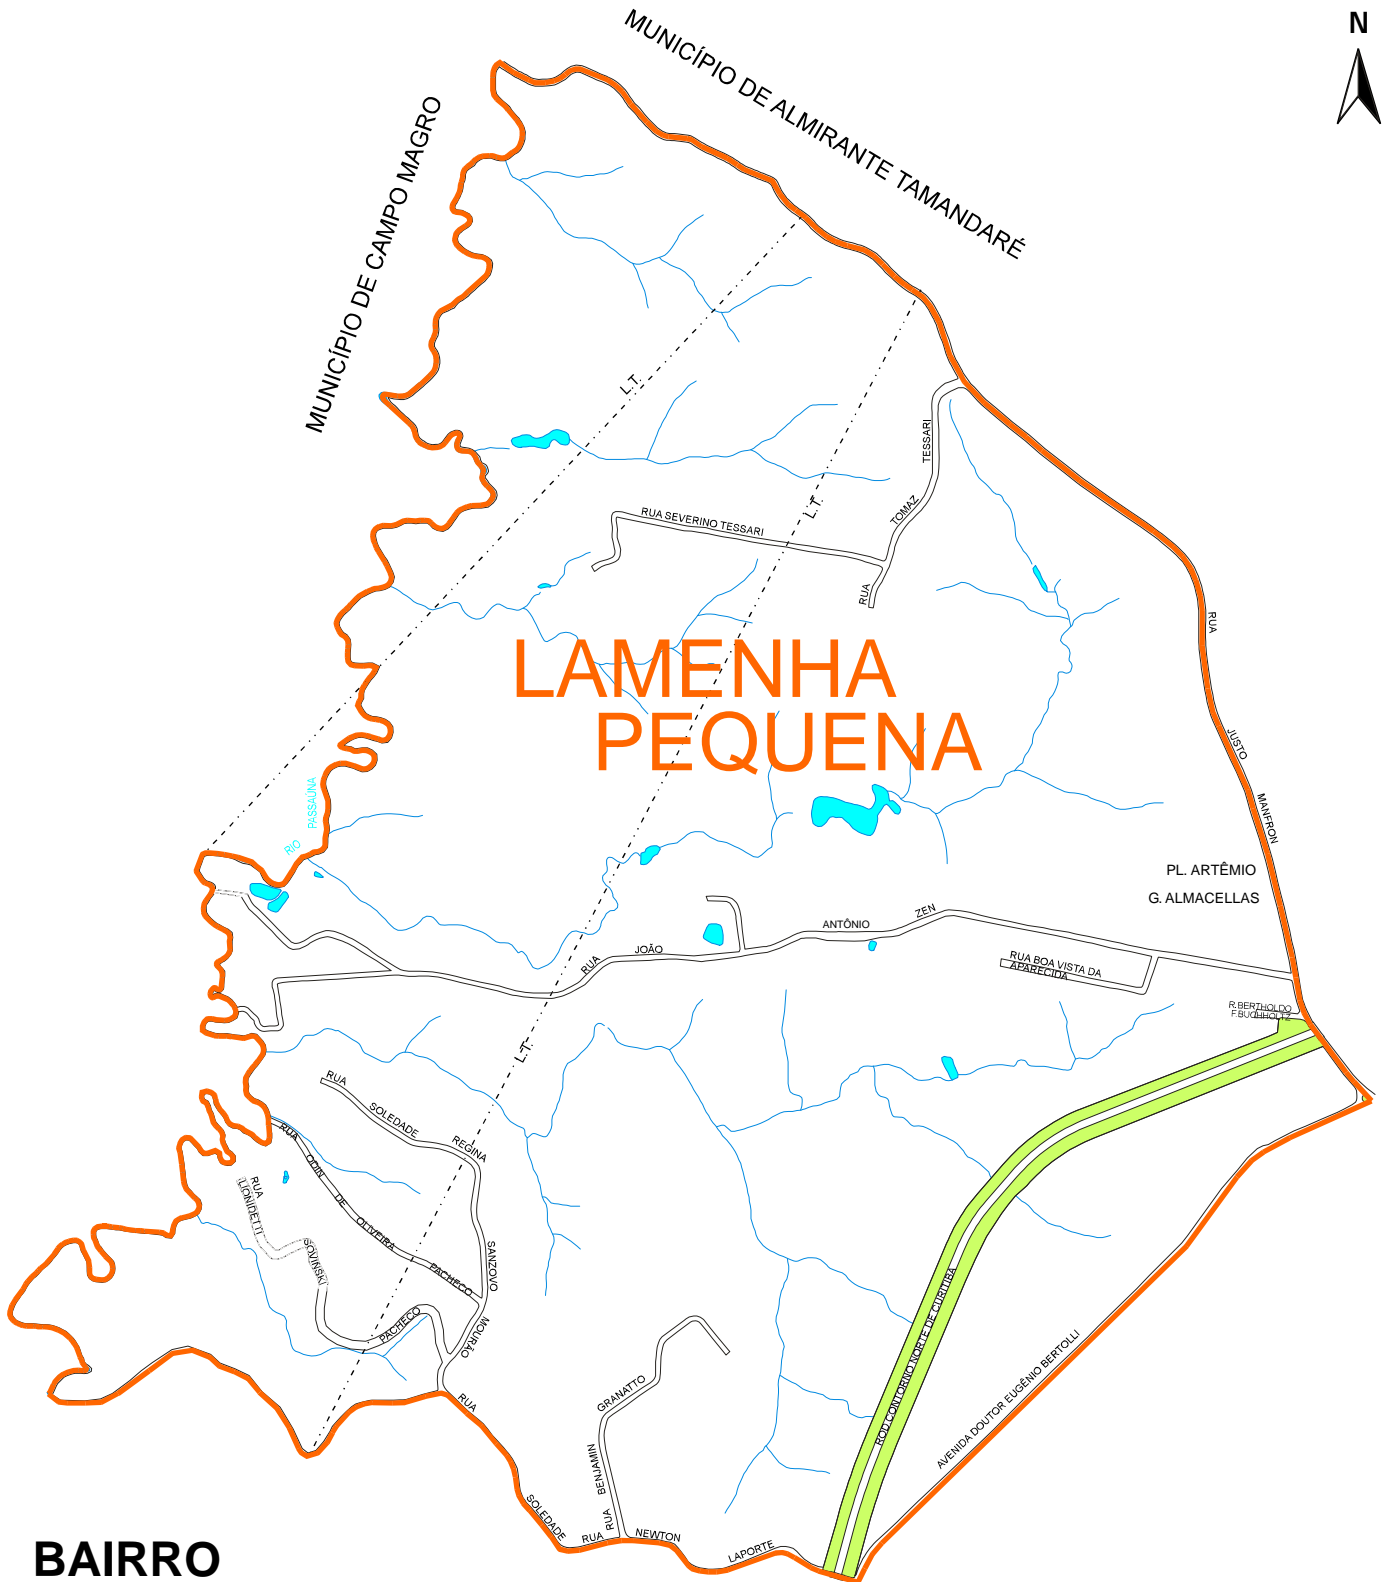 N
MUNICÍPIO DE ALMIRANTE TAMANDARÉ
MUNICÍPIO DE CAMPO MAGRO
L.T.
L.T.
RUA TOMAZ TESSARI
RUA SEVERINO TESSARI
RUA JUSTO MANFRON
LAMENHA
PEQUENA
RIO PASSAÚNA
PL. ARTÊMIO
G. ALMACELLAS
RUA JOÃO ANTÔNIO ZEN
RUA BOA VISTA DA
APARECIDA
R.BERTHOLDO
F.BUCHHOLTZ
L.T.
RUA SOLEDADE REGINA SANZOVO MOURÃO
RUA ODIN DE OLIVEIRA PACHECO
RUA LIONIDETTI SOVINSKI PACHECO
ROD.CONTORNO NORTE DE CURITIBA
AVENIDA DOUTOR EUGÊNIO BERTOLLI
RUA BENJAMIN GRANATTO
RUA SOLEDADE
RUA NEWTON LAPORTE
BAIRRO